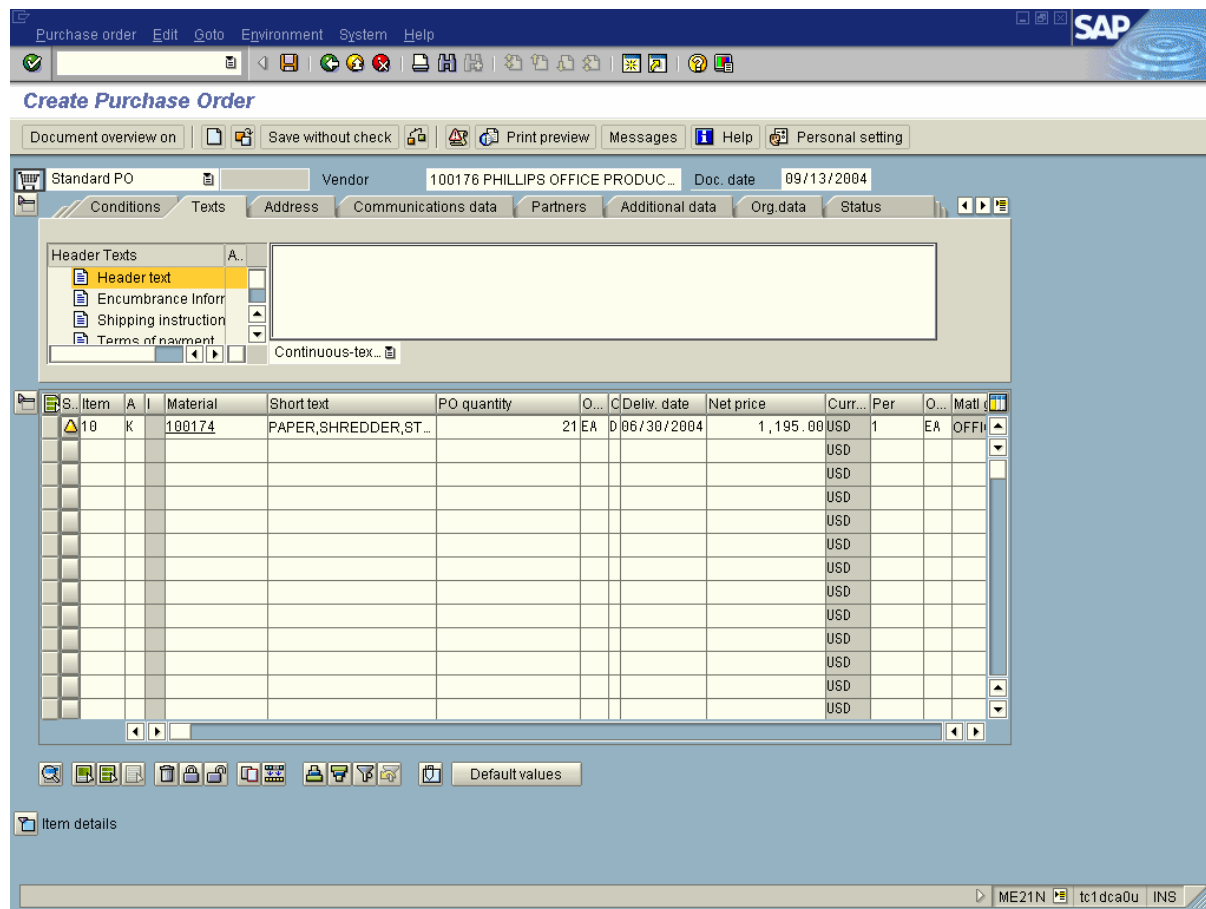 SAP
Purchase order Edit Goto Environment System Help
Create Purchase Order
Document overview on Save without check Print preview Messages Help Personal setting
Standard PO Vendor 100176 PHILLIPS OFFICE PRODUC... Doc. date 09/13/2004
Conditions Texts Address Communications data Partners Additional data Org.data Status
Header Texts A..
Header text
Encumbrance Inforr
Shipping instruction
Terms of payment
Continuous-tex...
S.. Item A I Material Short text PO quantity O... C Deliv. date Net price Curr... Per O... Matl g
10 K 100174 PAPER,SHREDDER,ST... 21 EA D 06/30/2004 1,195.00 USD 1 EA OFFI
USD
USD
USD
USD
USD
USD
USD
USD
USD
USD
USD
USD
Default values
Item details
ME21N tc1dca0u INS